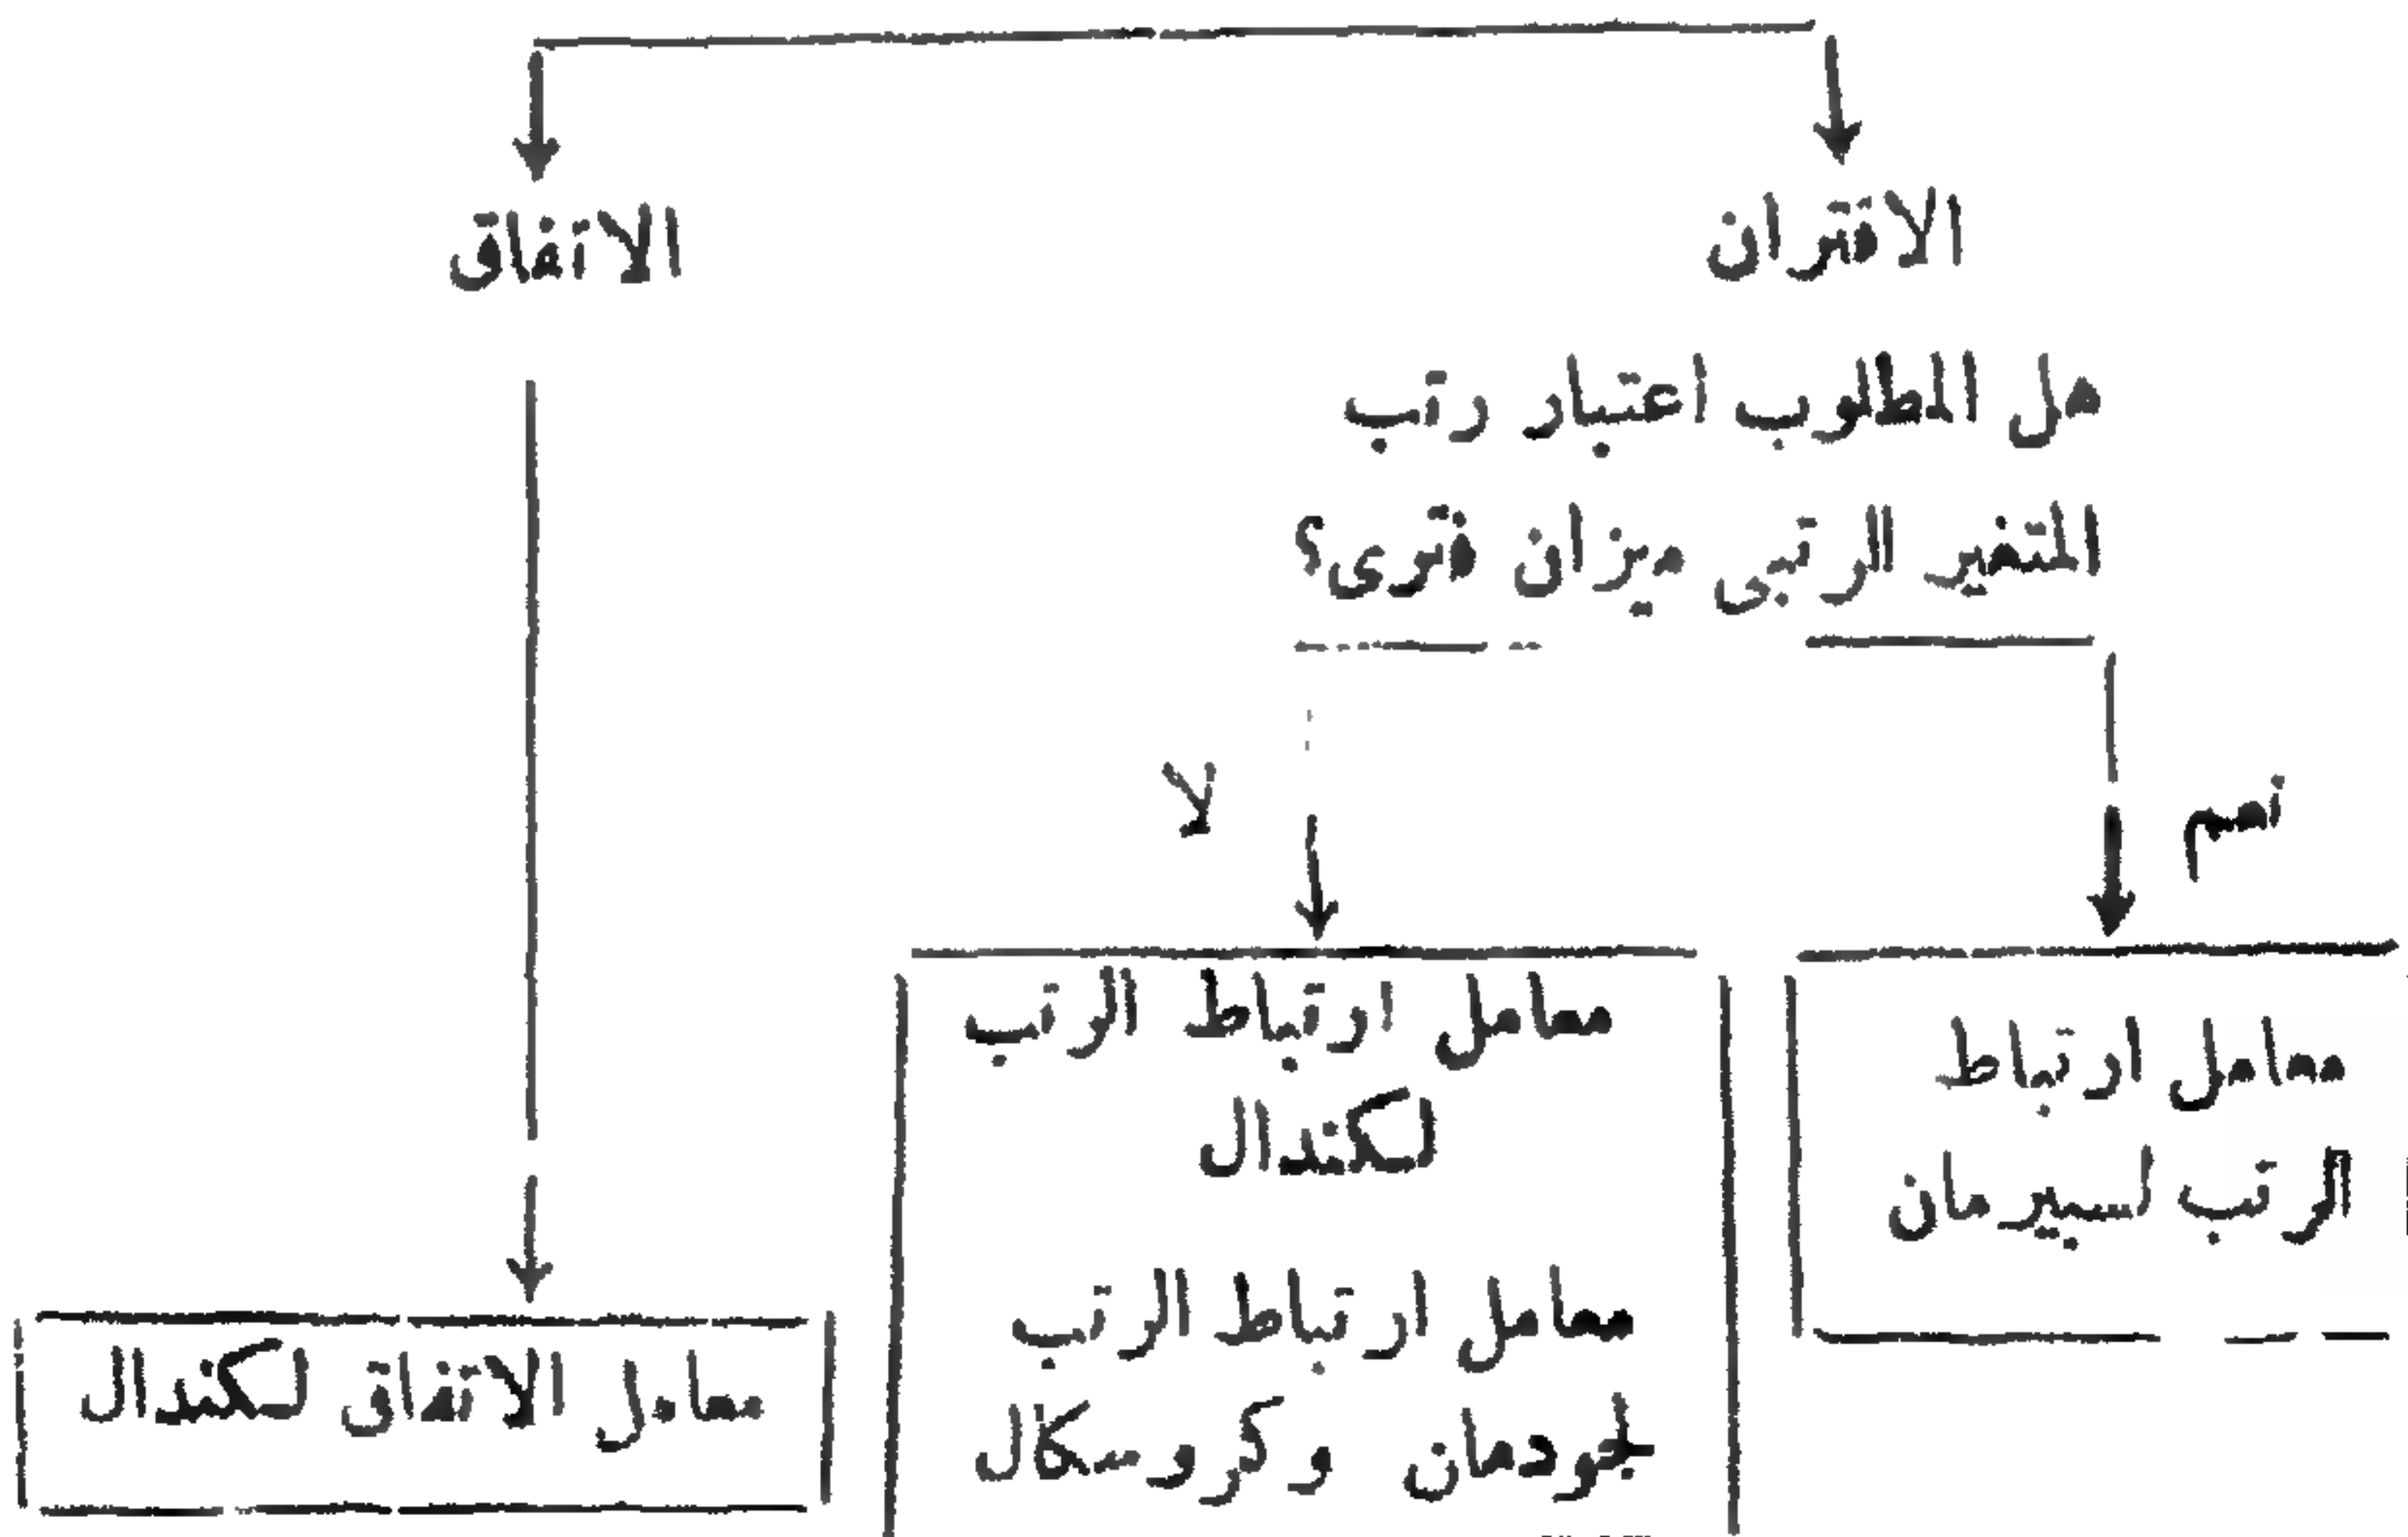 الاقتران
الاتفاق
هل المطلوب اعتبار رتب
المتغير الرتبى ميزان فترى؟
نعم
لا
معامل ارتباط
الرتب لسبيرمان
معامل ارتباط الرتب
لكندال
معامل ارتباط الرتب
لجودمان وكروسكال
معامل الاتفاق لكندال